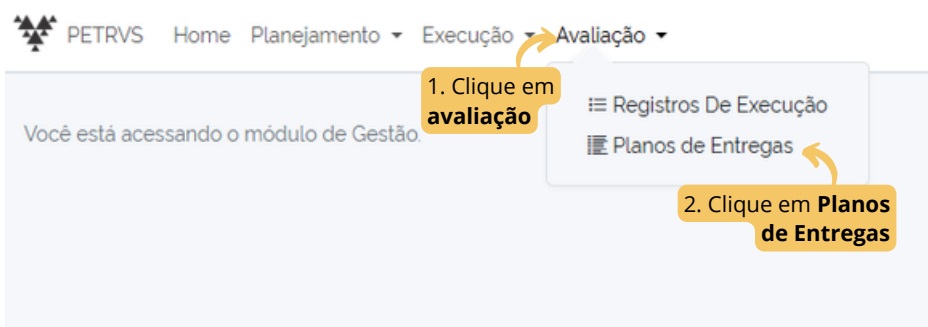 PETRVS Home Planejamento Execução Avaliação
1. Clique em
avaliação
Registros De Execução
Você está acessando o módulo de Gestão.
Planos de Entregas
2. Clique em Planos
de Entregas